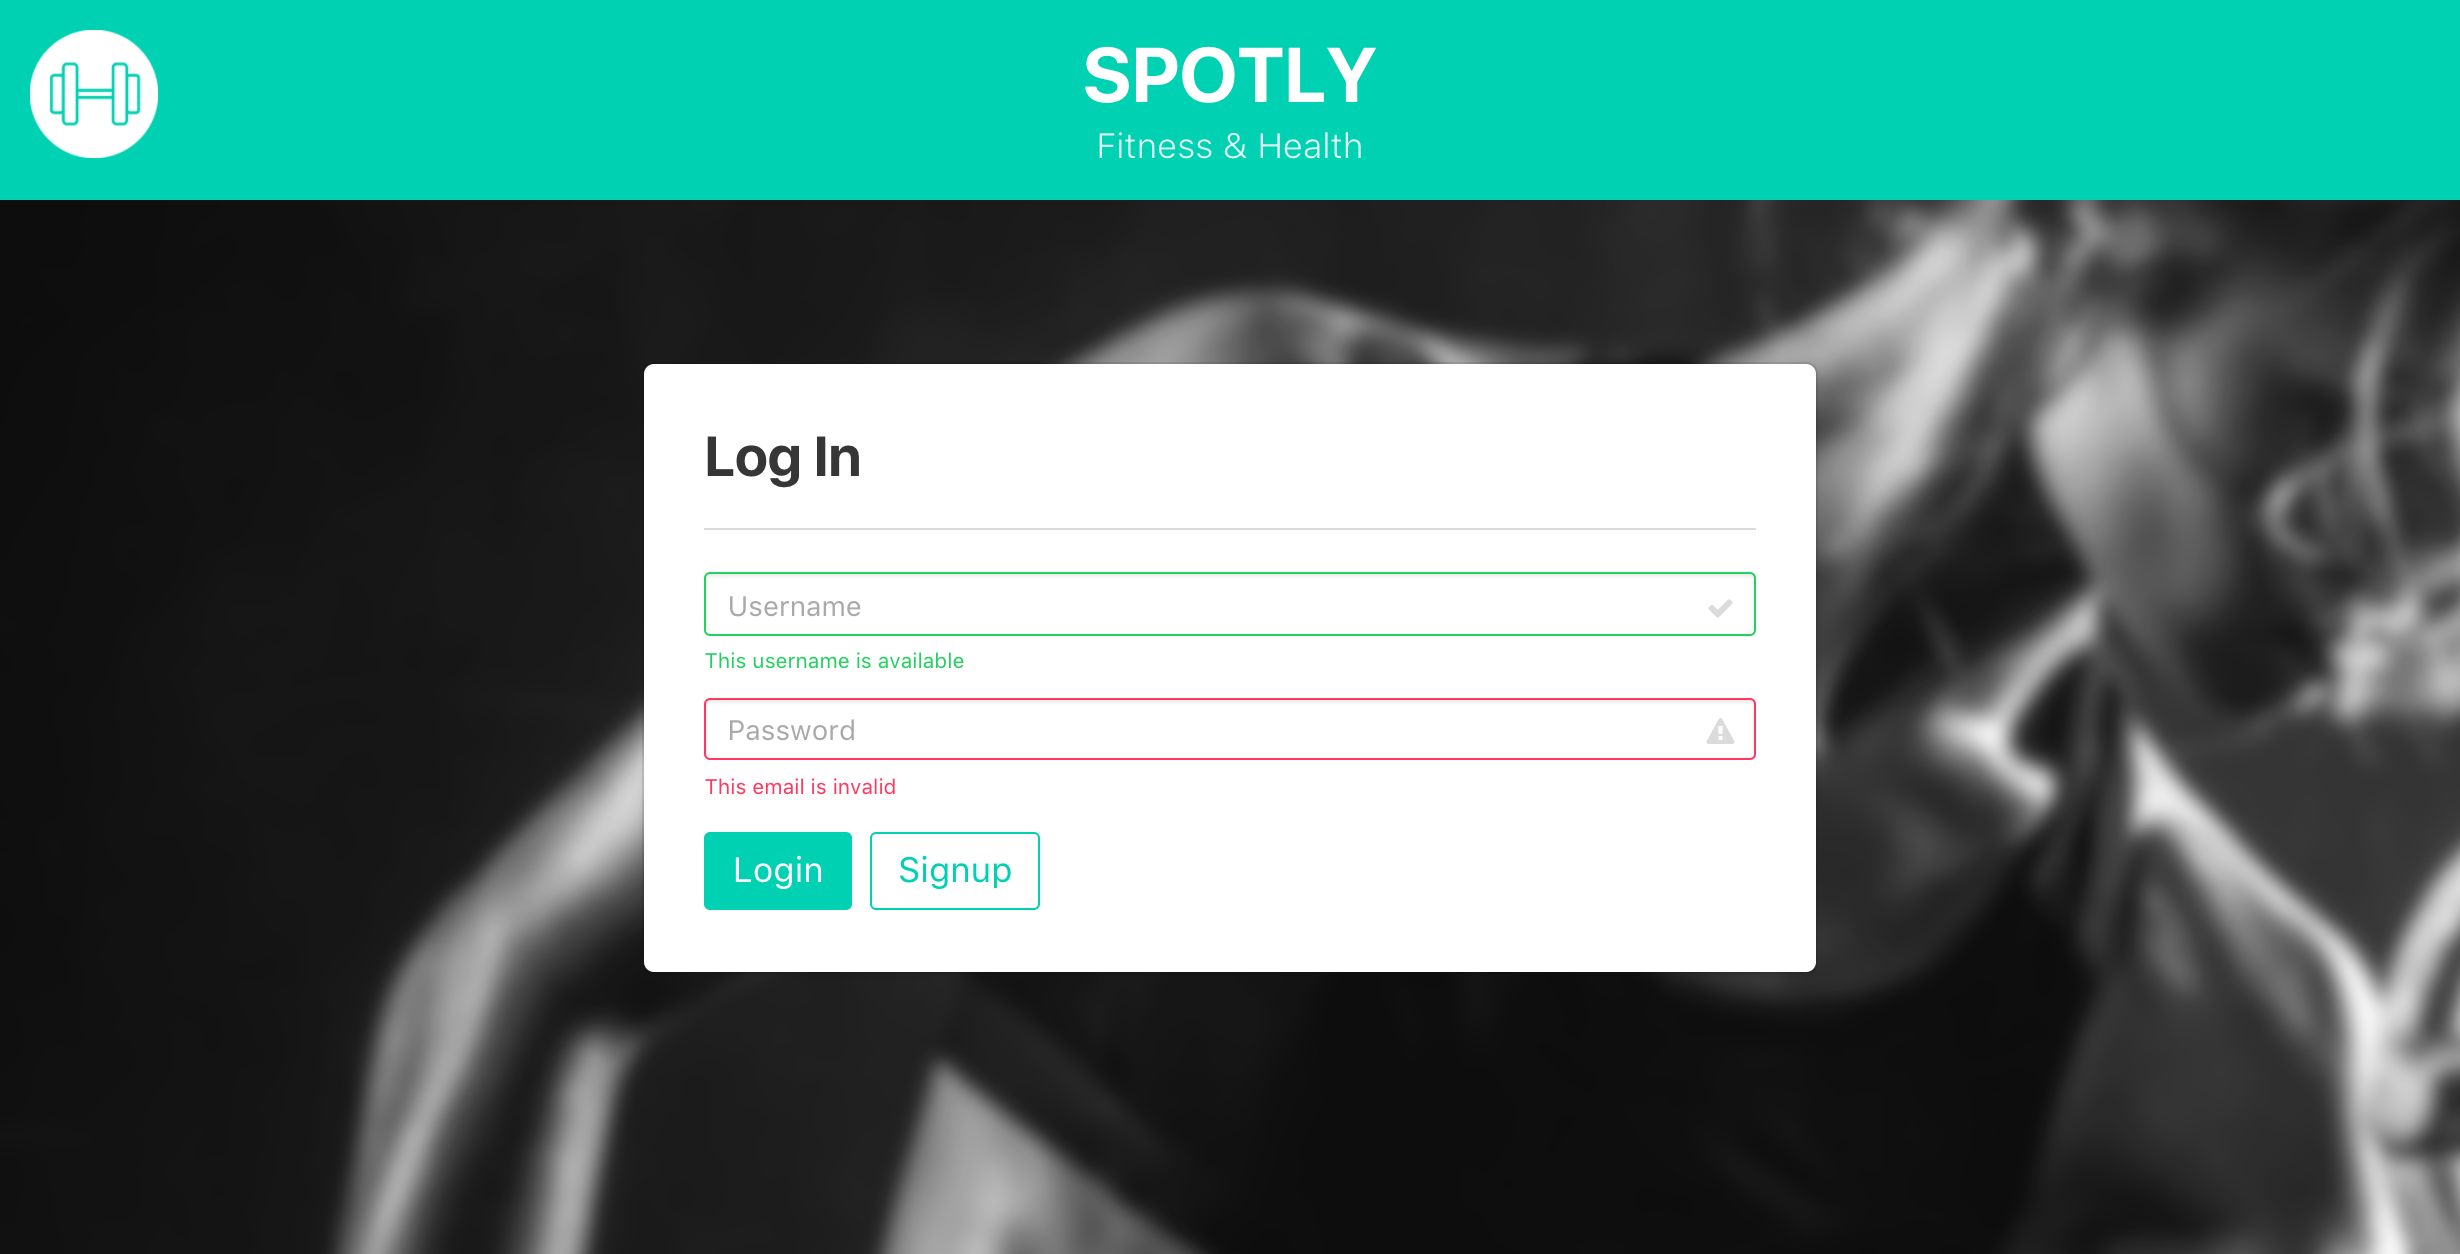 SPOTLY
Fitness & Health
Log In
Username
This username is available
Password
This email is invalid
Login
Signup